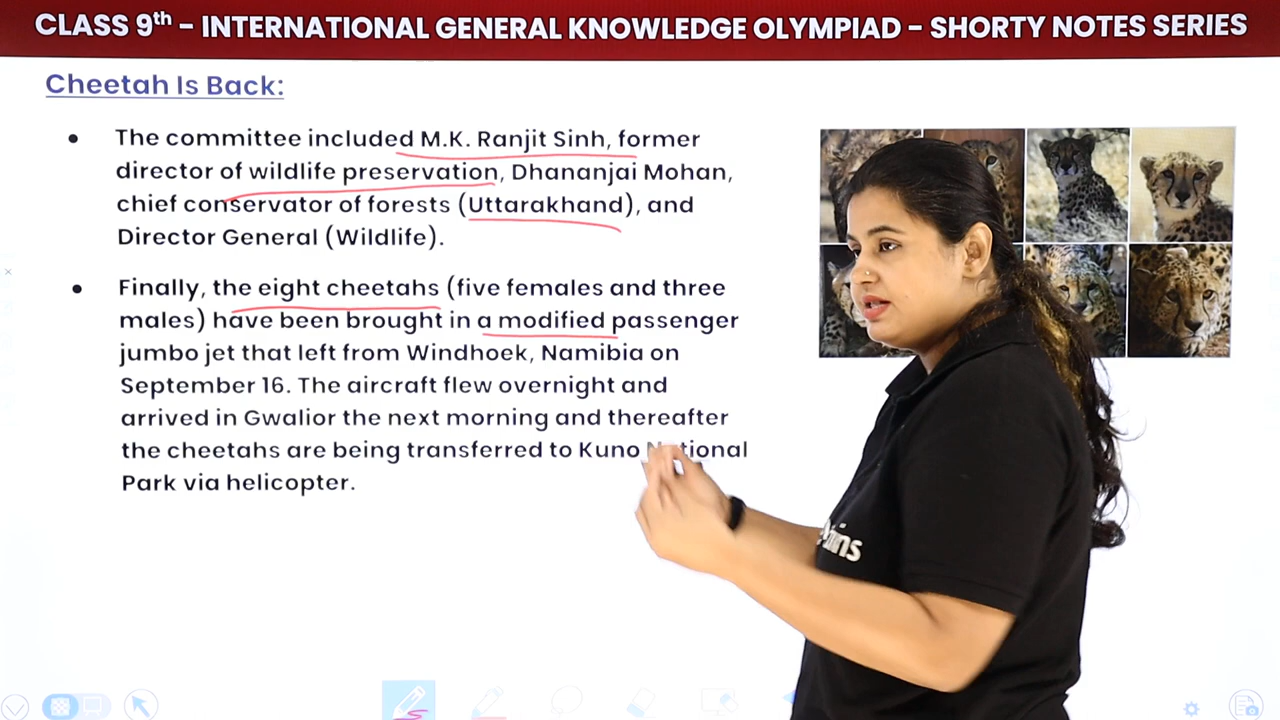 CLASS 9th – INTERNATIONAL GENERAL KNOWLEDGE OLYMPIAD – SHORTY NOTES SERIES
Cheetah Is Back:
• The committee included M.K. Ranjit Sinh, former
director of wildlife preservation, Dhananjai Mohan,
chief conservator of forests (Uttarakhand), and
Director General (Wildlife).
• Finally, the eight cheetahs (five females and three
males) have been brought in a modified passenger
jumbo jet that left from Windhoek, Namibia on
September 16. The aircraft flew overnight and
arrived in Gwalior the next morning and thereafter
the cheetahs are being transferred to Kuno National
Park via helicopter.